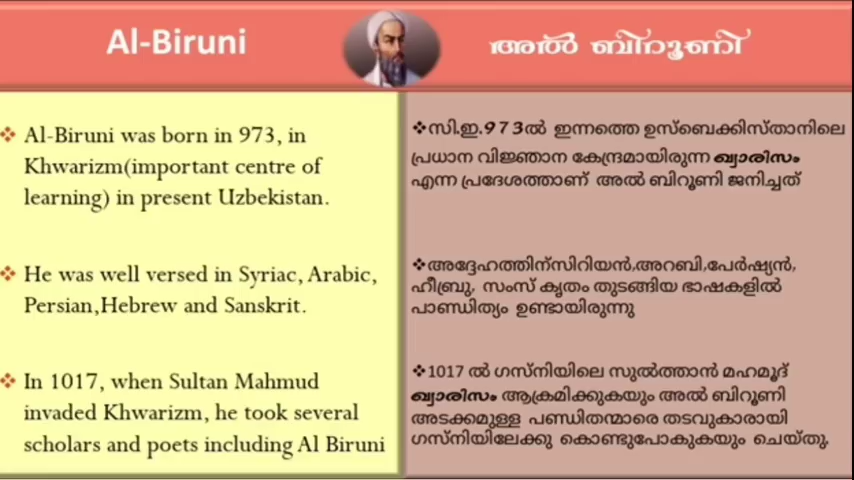 Al-Biruni
അൽ ബിറൂണി
❖ Al-Biruni was born in 973, in
Khwarizm(important centre of
learning) in present Uzbekistan.
❖ He was well versed in Syriac, Arabic,
Persian,Hebrew and Sanskrit.
❖ In 1017, when Sultan Mahmud
invaded Khwarizm, he took several
scholars and poets including Al Biruni
❖സി.ഇ.973ൽ ഇന്നത്തെ ഉസ്ബെക്കിസ്താനിലെ
പ്രധാന വിജ്ഞാന കേന്ദ്രമായിരുന്ന ഖ്വാരിസം
എന്ന പ്രദേശത്താണ് അൽ ബിറൂണി ജനിച്ചത്
❖അദ്ദേഹത്തിന്സിറിയൻ,അറബി,പേർഷ്യൻ,
ഹീബ്രു, സംസ് കൃതം തുടങ്ങിയ ഭാഷകളിൽ
പാണ്ഡിത്യം ഉണ്ടായിരുന്നു
❖1017 ൽ ഗസ്നിയിലെ സുൽത്താൻ മഹമൂദ്
ഖ്വാരിസം ആക്രമിക്കുകയും അൽ ബിറൂണി
അടക്കമുള്ള പണ്ഡിതന്മാരെ തടവുകാരായി
ഗസ്നിയിലേക്കു കൊണ്ടുപോകുകയും ചെയ്തു.